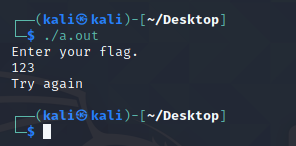 ┌──(kali㉿kali)-[~/Desktop]
└─$ ./a.out
Enter your flag.
123
Try again

┌──(kali㉿kali)-[~/Desktop]
└─$